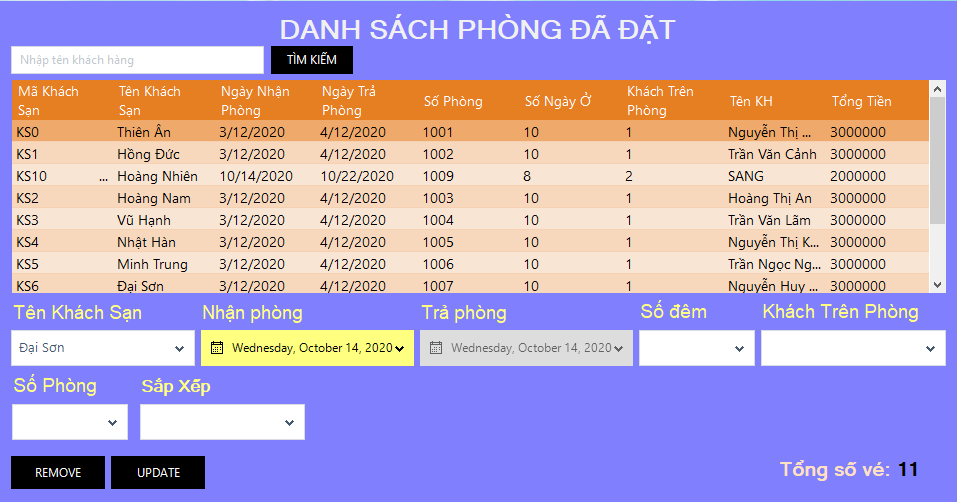 DANH SÁCH PHÒNG ĐÃ ĐẶT
Nhập tên khách hàng TÌM KIẾM
Mã Khách Sạn Tên Khách Sạn Ngày Nhận Phòng Ngày Trả Phòng Số Phòng Số Ngày Ở Khách Trên Phòng Tên KH Tổng Tiền
KS0 Thiên Ân 3/12/2020 4/12/2020 1001 10 1 Nguyễn Thị ... 3000000
KS1 Hồng Đức 3/12/2020 4/12/2020 1002 10 1 Trần Văn Cảnh 3000000
KS10 ... Hoàng Nhiên 10/14/2020 10/22/2020 1009 8 2 SANG 2000000
KS2 Hoàng Nam 3/12/2020 4/12/2020 1003 10 1 Hoàng Thị An 3000000
KS3 Vũ Hạnh 3/12/2020 4/12/2020 1004 10 1 Trần Văn Lãm 3000000
KS4 Nhật Hàn 3/12/2020 4/12/2020 1005 10 1 Nguyễn Thị K... 3000000
KS5 Minh Trung 3/12/2020 4/12/2020 1006 10 1 Trần Ngọc Ng... 3000000
KS6 Đại Sơn 3/12/2020 4/12/2020 1007 10 1 Nguyễn Huy ... 3000000
Tên Khách Sạn Nhận phòng Trả phòng Số đêm Khách Trên Phòng
Đại Sơn Wednesday, October 14, 2020 Wednesday, October 14, 2020
Số Phòng Sắp Xếp
REMOVE UPDATE Tổng số vé: 11